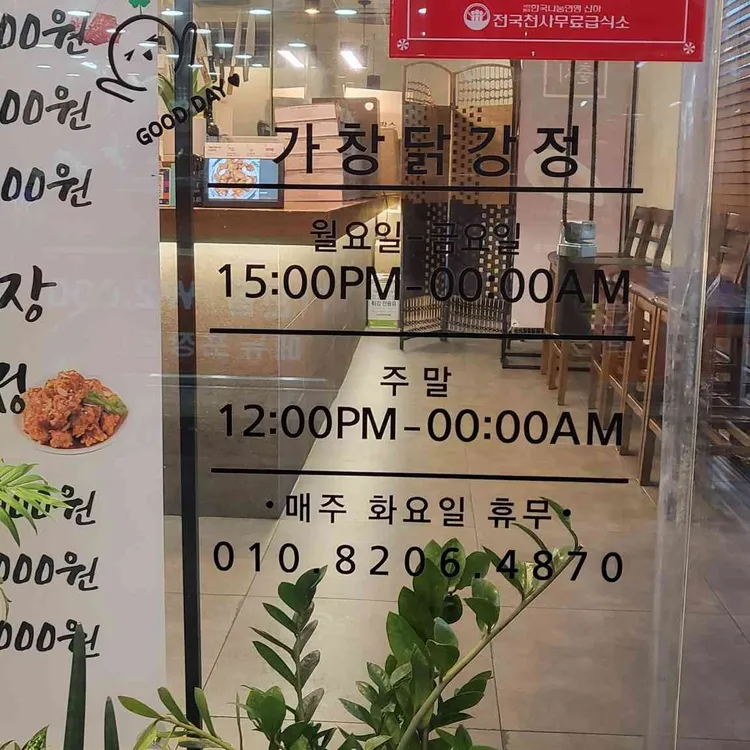 전국천사무료급식소
GOOD DAY♥
00원
00원
00원
장
정
000원
000원
000원
가창닭강정
월요일-금요일
15:00PM-00:00AM
주말
12:00PM-00:00AM
•매주 화요일 휴무•
010.8206.4870